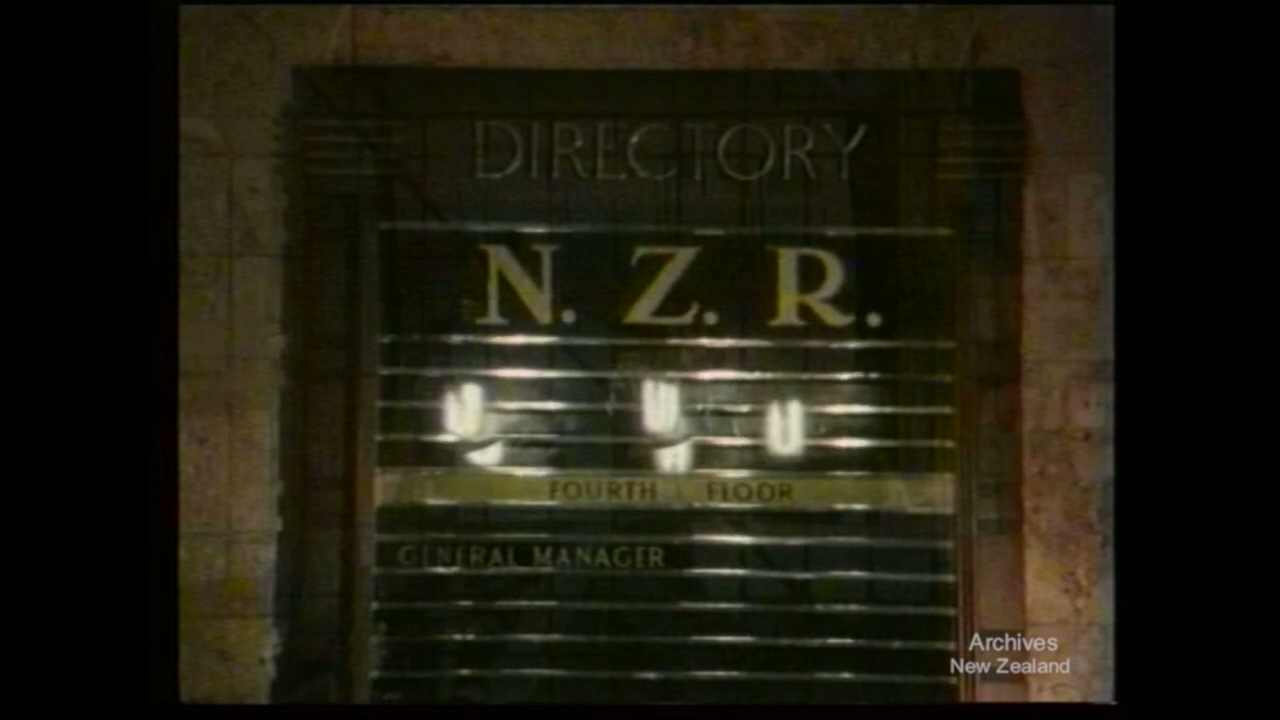 DIRECTORY
N. Z. R.
FOURTH FLOOR
GENERAL MANAGER
Archives
New Zealand